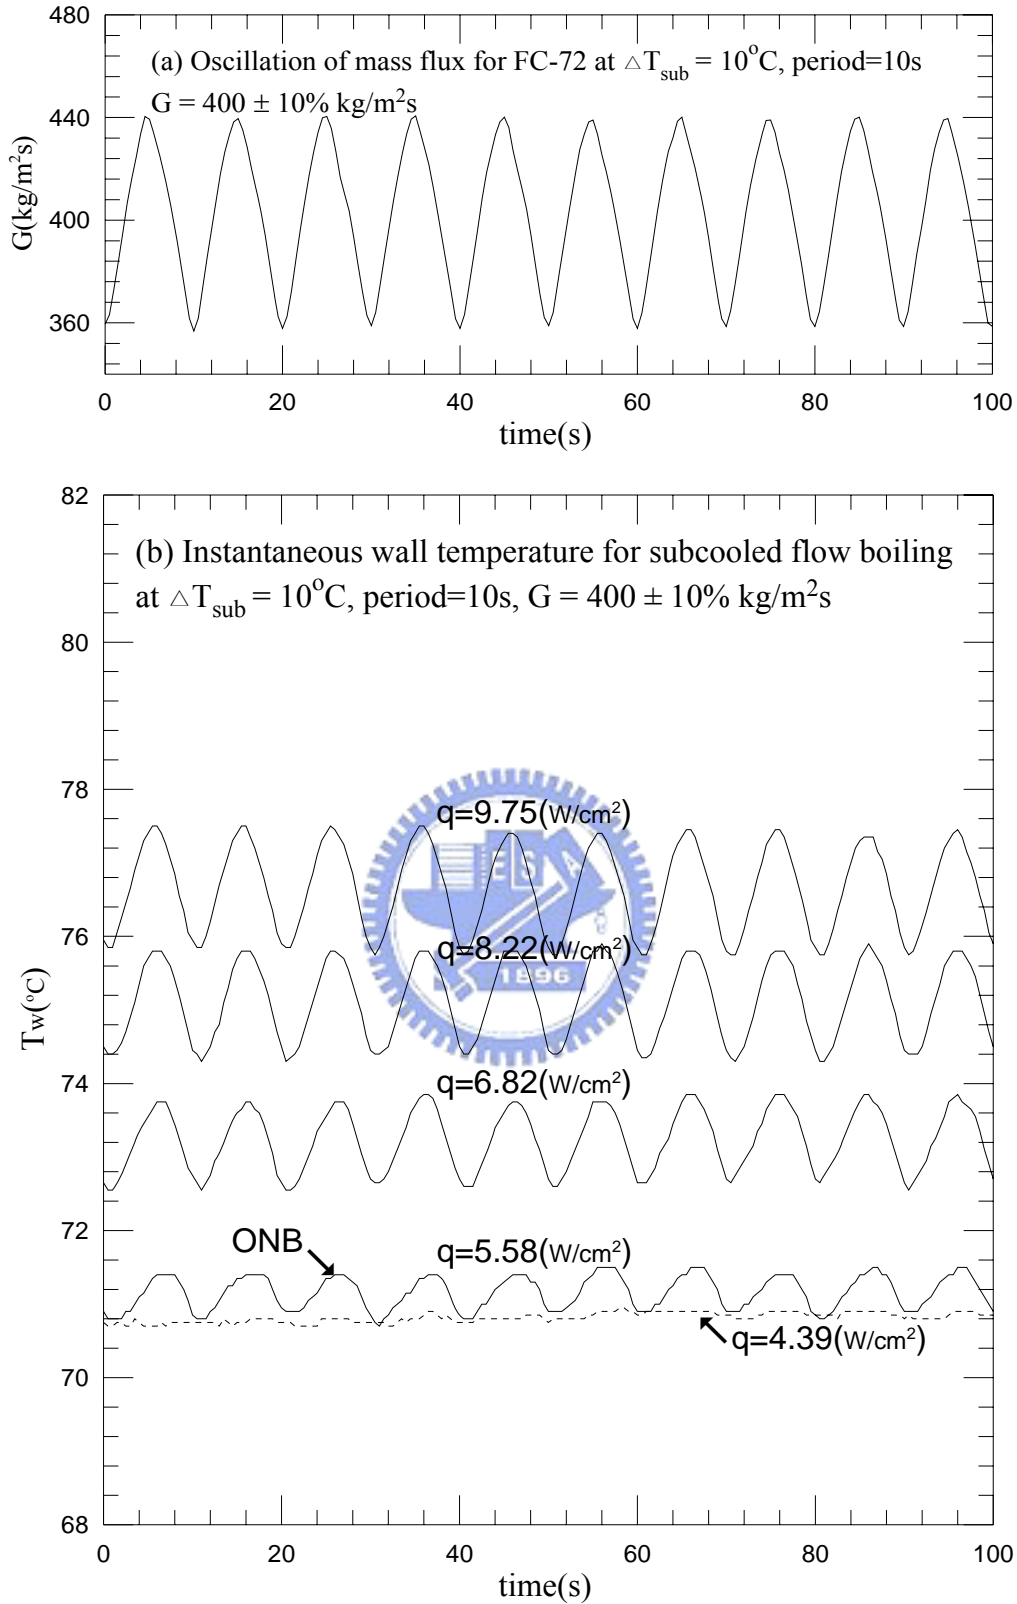 480
440
400
360
G(kg/m²s)
(a) Oscillation of mass flux for FC-72 at △T_sub = 10°C, period=10s
G = 400 ± 10% kg/m²s
0 20 40 60 80 100
time(s)
82
80
78
76
74
72
70
68
Tw(°C)
(b) Instantaneous wall temperature for subcooled flow boiling
at △T_sub = 10°C, period=10s, G = 400 ± 10% kg/m²s
q=9.75(W/cm²)
E S A
q=8.22(W/cm²)
1896
q=6.82(W/cm²)
ONB
q=5.58(W/cm²)
q=4.39(W/cm²)
0 20 40 60 80 100
time(s)